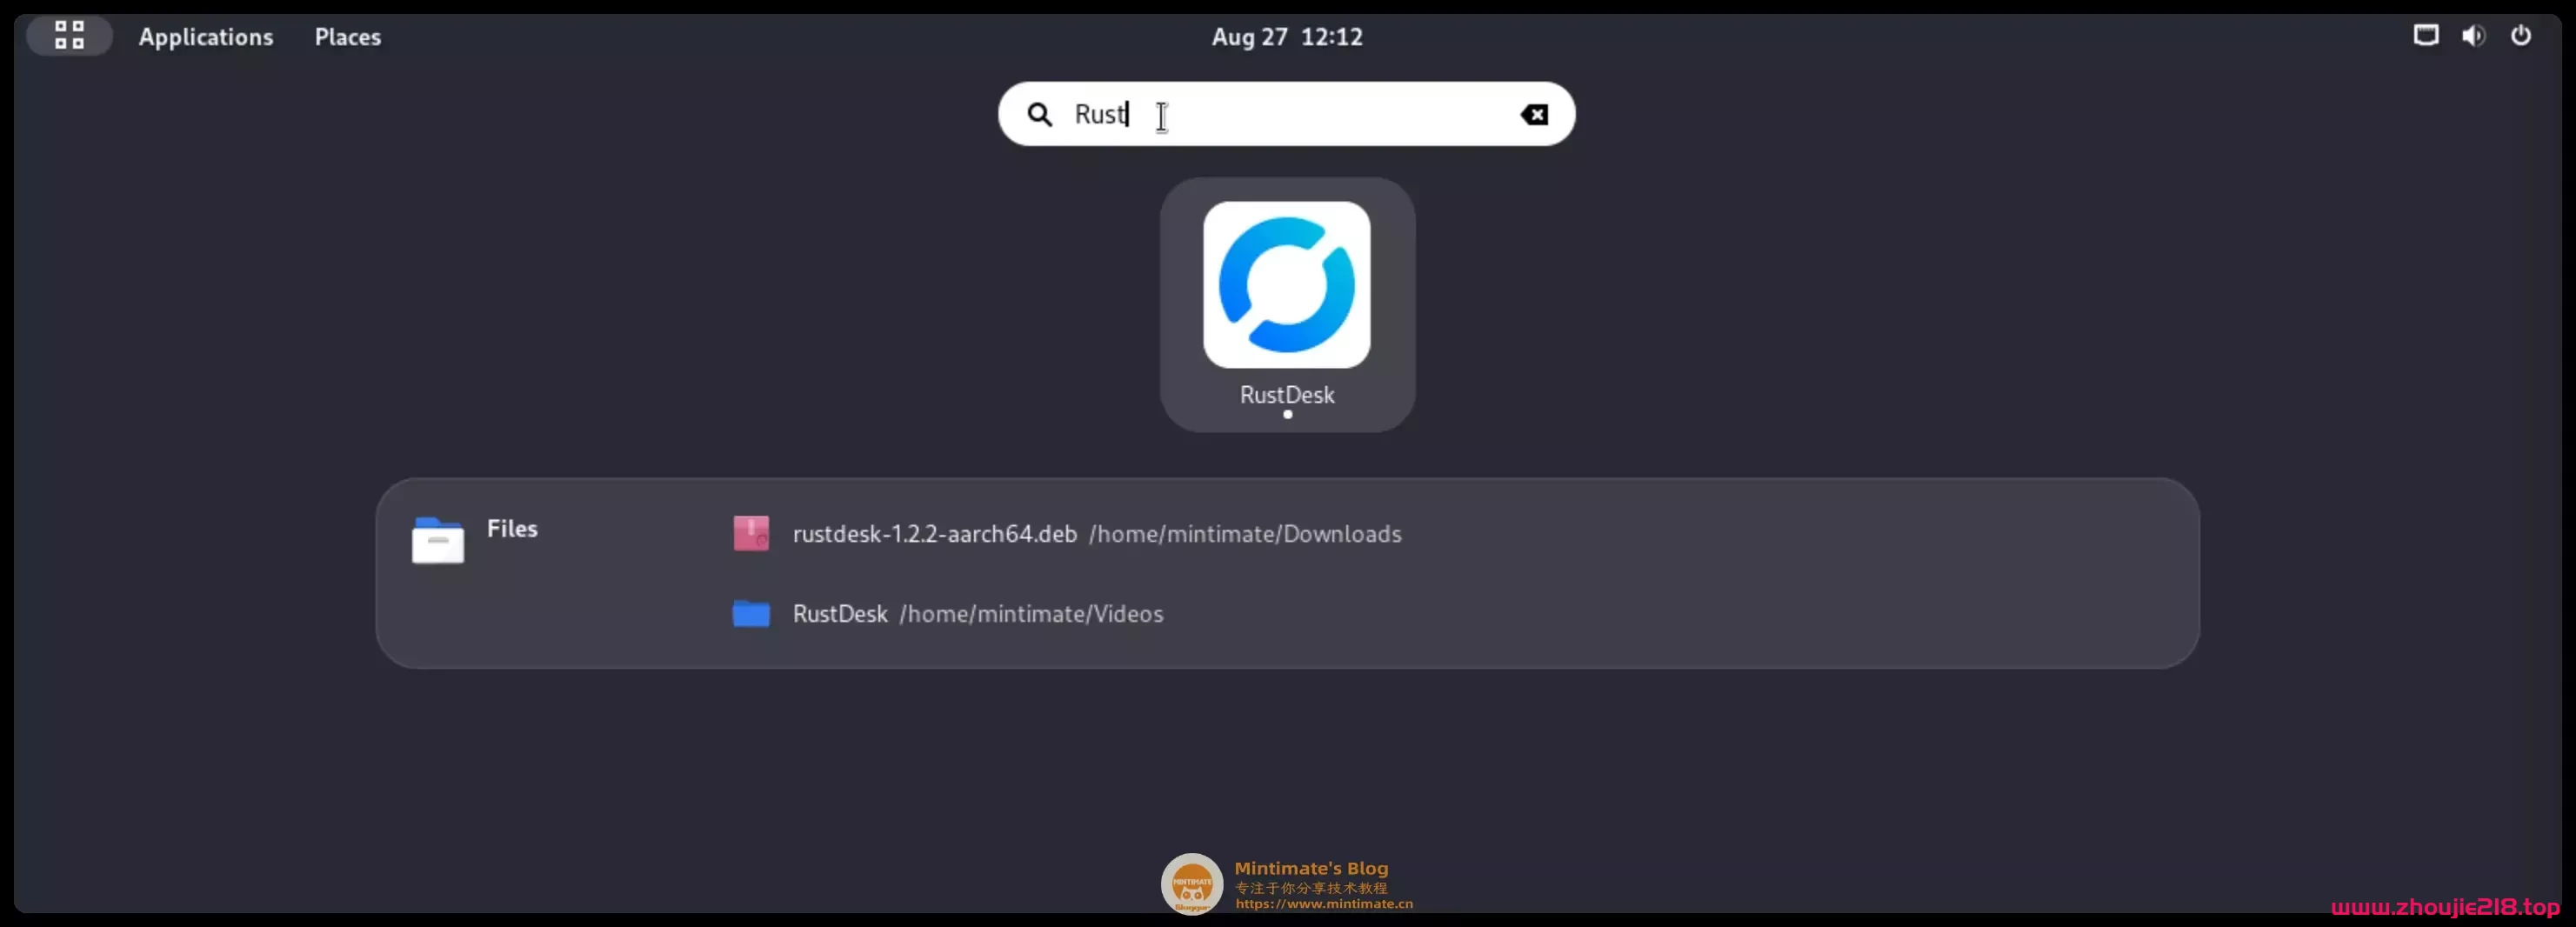 Applications Places Aug 27 12:12
Rust
RustDesk
Files
rustdesk-1.2.2-aarch64.deb /home/mintimate/Downloads
RustDesk /home/mintimate/Videos
MINTIMATE
Blogger
Mintimate's Blog
专注于你分享技术教程
https://www.mintimate.cn
www.zhoujie218.top